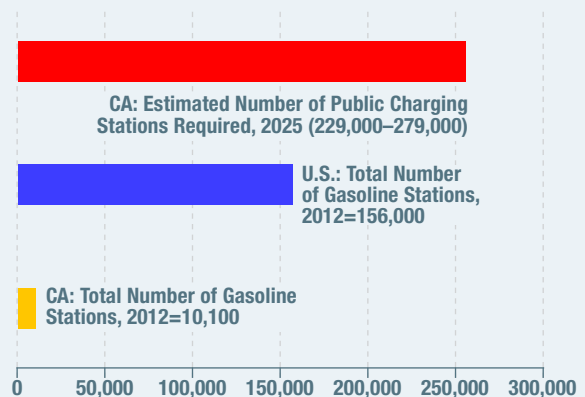 CA: Estimated Number of Public Charging
Stations Required, 2025 (229,000–279,000)
U.S.: Total Number
of Gasoline Stations,
2012=156,000
CA: Total Number of Gasoline
Stations, 2012=10,100
0 50,000 100,000 150,000 200,000 250,000 300,000